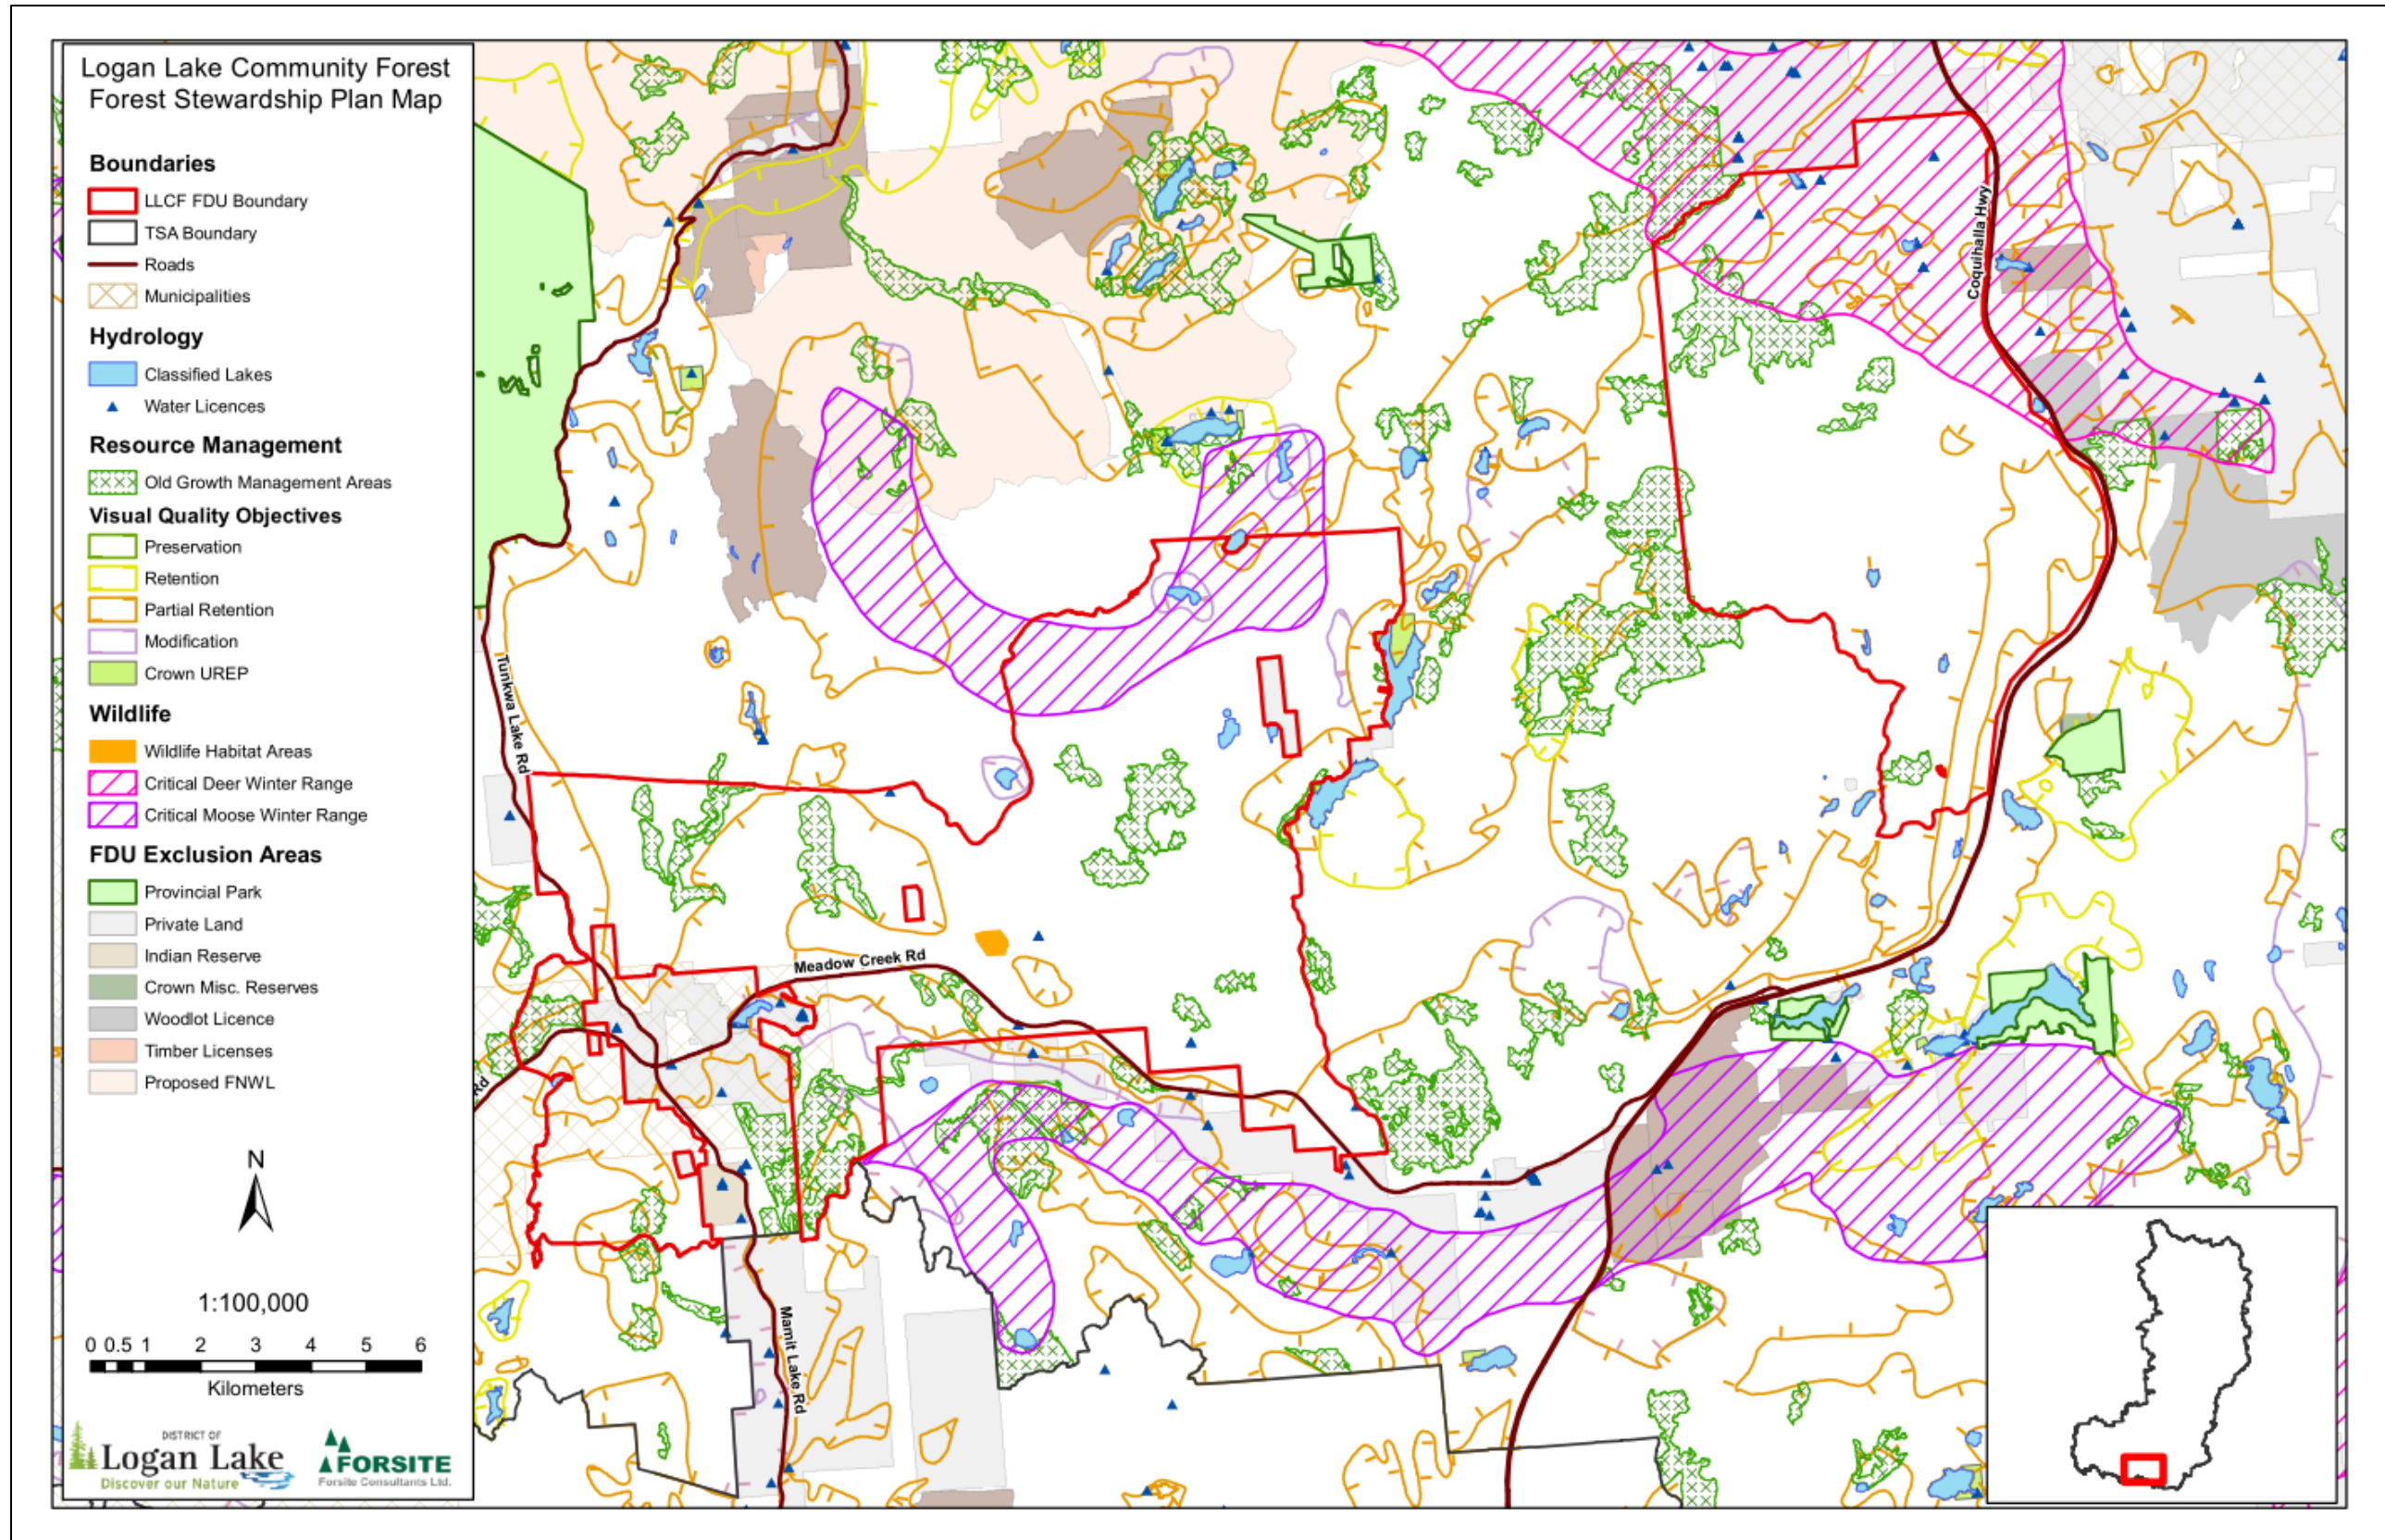 Logan Lake Community Forest
Forest Stewardship Plan Map
Boundaries
LLCF FDU Boundary
TSA Boundary
Roads
Municipalities
Hydrology
Classified Lakes
Water Licences
Resource Management
Old Growth Management Areas
Visual Quality Objectives
Preservation
Retention
Partial Retention
Modification
Crown UREP
Wildlife
Wildlife Habitat Areas
Critical Deer Winter Range
Critical Moose Winter Range
FDU Exclusion Areas
Provincial Park
Private Land
Indian Reserve
Crown Misc. Reserves
Woodlot Licence
Timber Licenses
Proposed FNWL
N
1:100,000
0 0.5 1 2 3 4 5 6
Kilometers
DISTRICT OF
Logan Lake
Discover our Nature
FORSITE
Forsite Consultants Ltd.
Coquihalla Hwy
Tunkwa Lake Rd
Meadow Creek Rd
Rd
Mamit Lake Rd